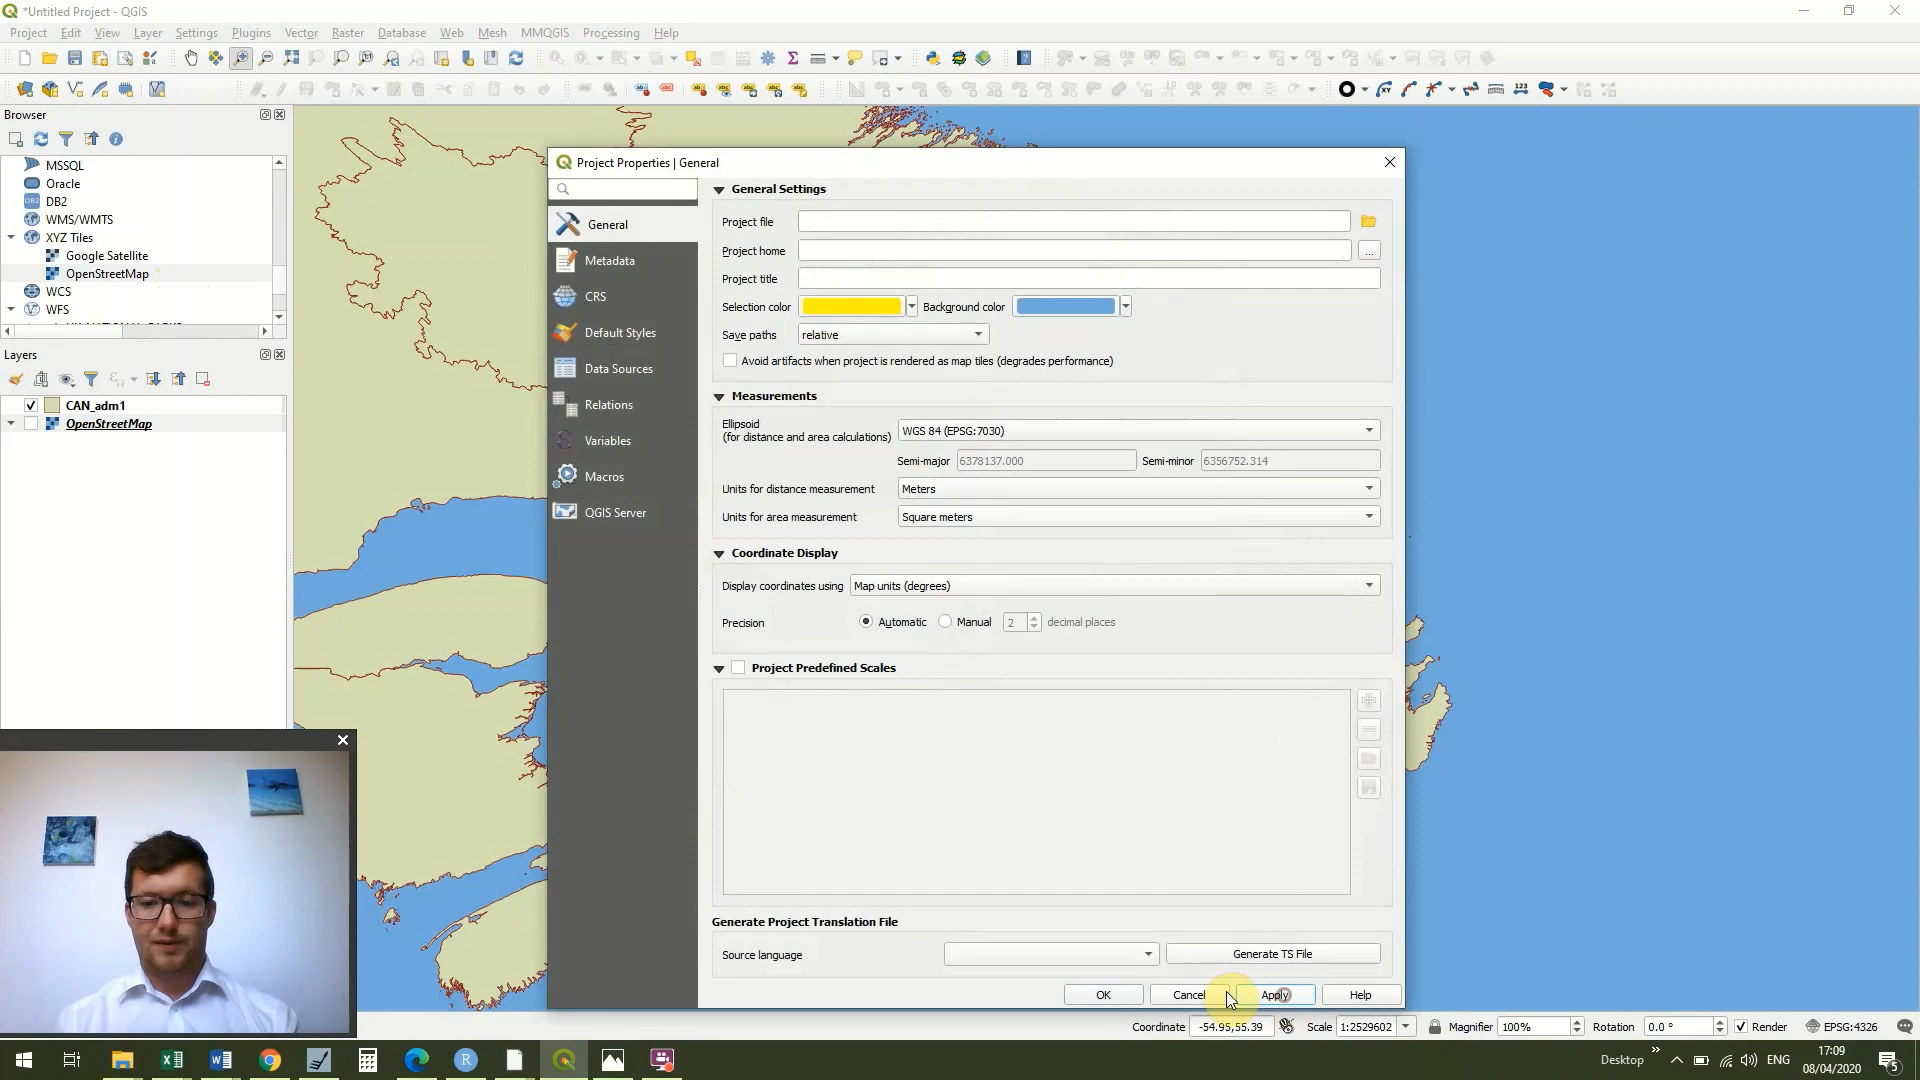 *Untitled Project - QGIS
Project Edit View Layer Settings Plugins Vector Raster Database Web Mesh MMQGIS Processing Help
Browser
MSSQL
Oracle
DB2
WMS/WMTS
XYZ Tiles
Google Satellite
OpenStreetMap
WCS
WFS
Layers
CAN_adm1
OpenStreetMap
Project Properties | General
General
Metadata
CRS
Default Styles
Data Sources
Relations
Variables
Macros
QGIS Server
General Settings
Project file
Project home
Project title
Selection color Background color
Save paths relative
Avoid artifacts when project is rendered as map tiles (degrades performance)
Measurements
Ellipsoid
(for distance and area calculations) WGS 84 (EPSG:7030)
Semi-major 6378137.000 Semi-minor 6356752.314
Units for distance measurement Meters
Units for area measurement Square meters
Coordinate Display
Display coordinates using Map units (degrees)
Precision Automatic Manual 2 decimal places
Project Predefined Scales
Generate Project Translation File
Source language Generate TS File
OK Cancel Apply Help
Coordinate -54.95,55.39 Scale 1:2529602 Magnifier 100% Rotation 0.0 ° Render EPSG:4326
Desktop ENG 17:09
08/04/2020 5